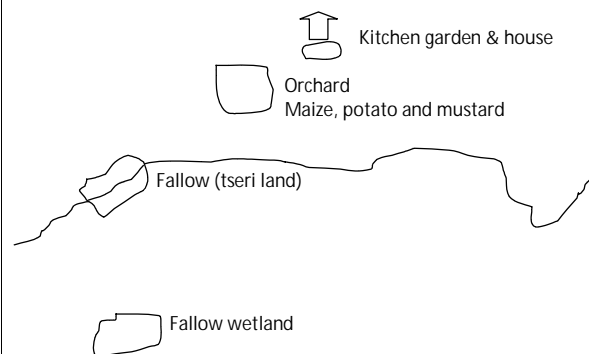 Kitchen garden & house
Orchard
Maize, potato and mustard
Fallow (tseri land)
Fallow wetland